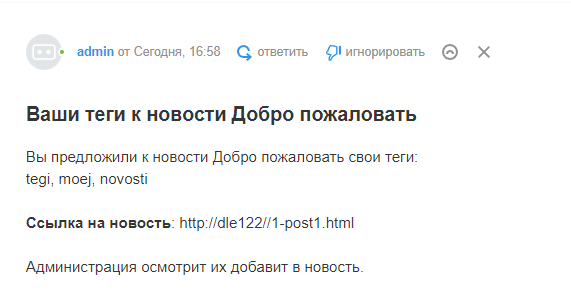 admin от Сегодня, 16:58 ответить игнорировать
Ваши теги к новости Добро пожаловать
Вы предложили к новости Добро пожаловать свои теги:
tegi, moej, novosti
Ссылка на новость: http://dle122//1-post1.html
Администрация осмотрит их добавит в новость.